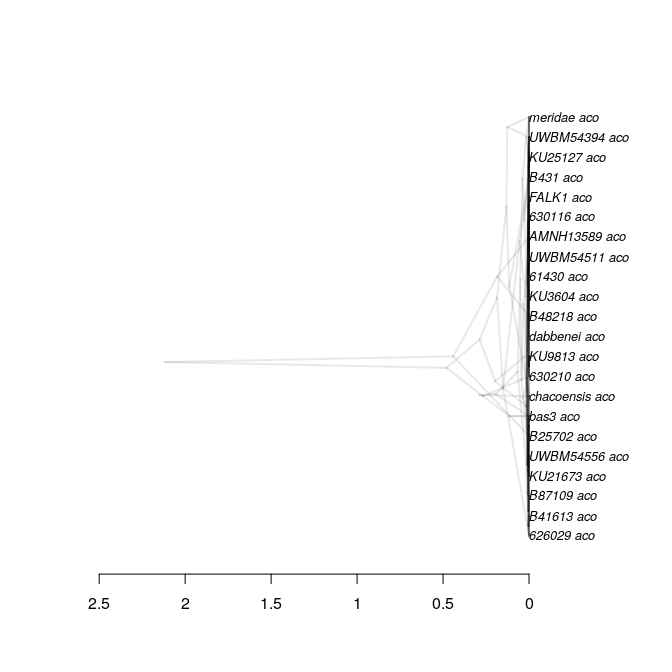 meridae aco
UWBM54394 aco
KU25127 aco
B431 aco
FALK1 aco
630116 aco
AMNH13589 aco
UWBM54511 aco
61430 aco
KU3604 aco
B48218 aco
dabbenei aco
KU9813 aco
630210 aco
chacoensis aco
bas3 aco
B25702 aco
UWBM54556 aco
KU21673 aco
B87109 aco
B41613 aco
626029 aco
2.5 2 1.5 1 0.5 0